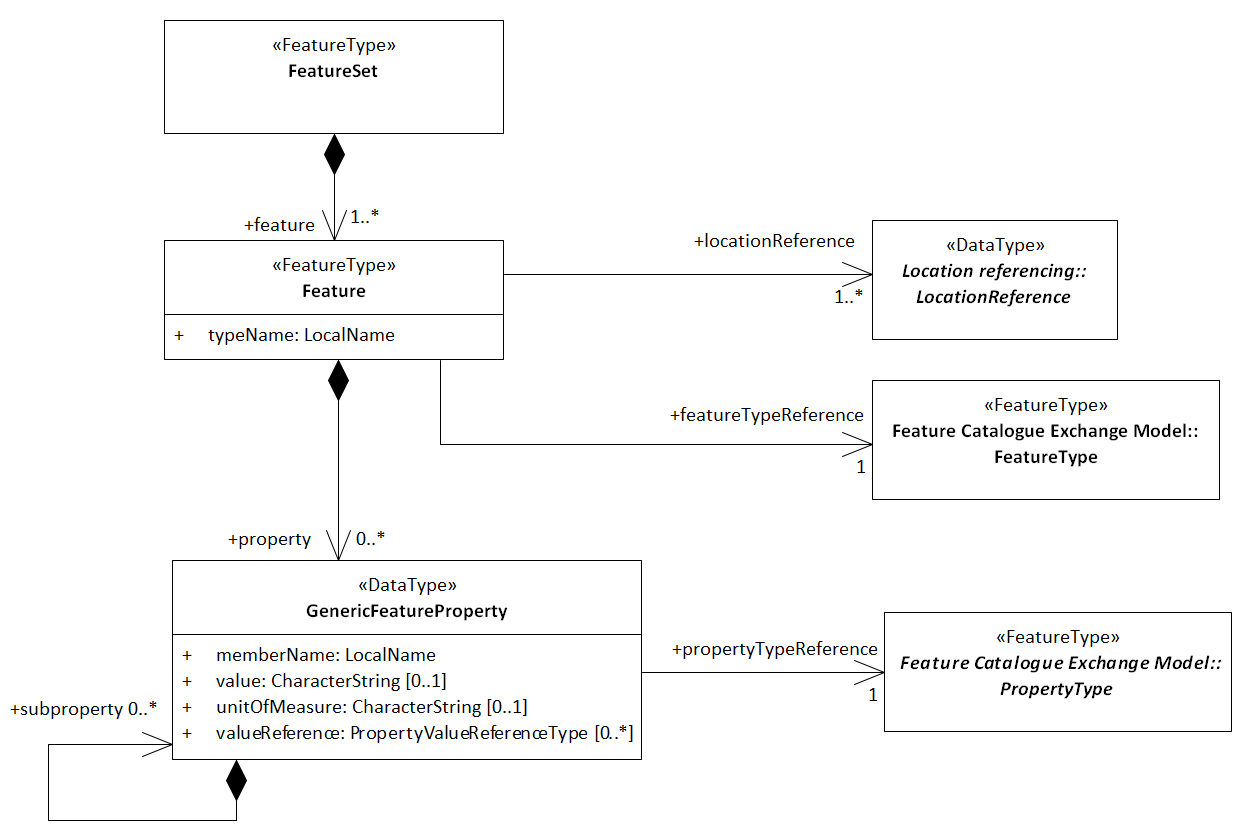 «FeatureType»
FeatureSet
+feature
1..*
«FeatureType»
Feature
+ typeName: LocalName
+locationReference
1..*
«DataType»
Location referencing::
LocationReference
+featureTypeReference
1
«FeatureType»
Feature Catalogue Exchange Model::
FeatureType
+property
0..*
«DataType»
GenericFeatureProperty
+ memberName: LocalName
+ value: CharacterString [0..1]
+ unitOfMeasure: CharacterString [0..1]
+ valueReference: PropertyValueReferenceType [0..*]
+subproperty 0..*
+propertyTypeReference
1
«FeatureType»
Feature Catalogue Exchange Model::
PropertyType